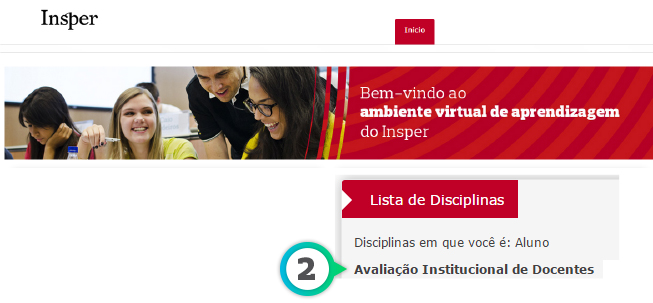 Insper
Início
Bem-vindo ao
ambiente virtual de aprendizagem
do Insper
Lista de Disciplinas
Disciplinas em que você é: Aluno
2
Avaliação Institucional de Docentes